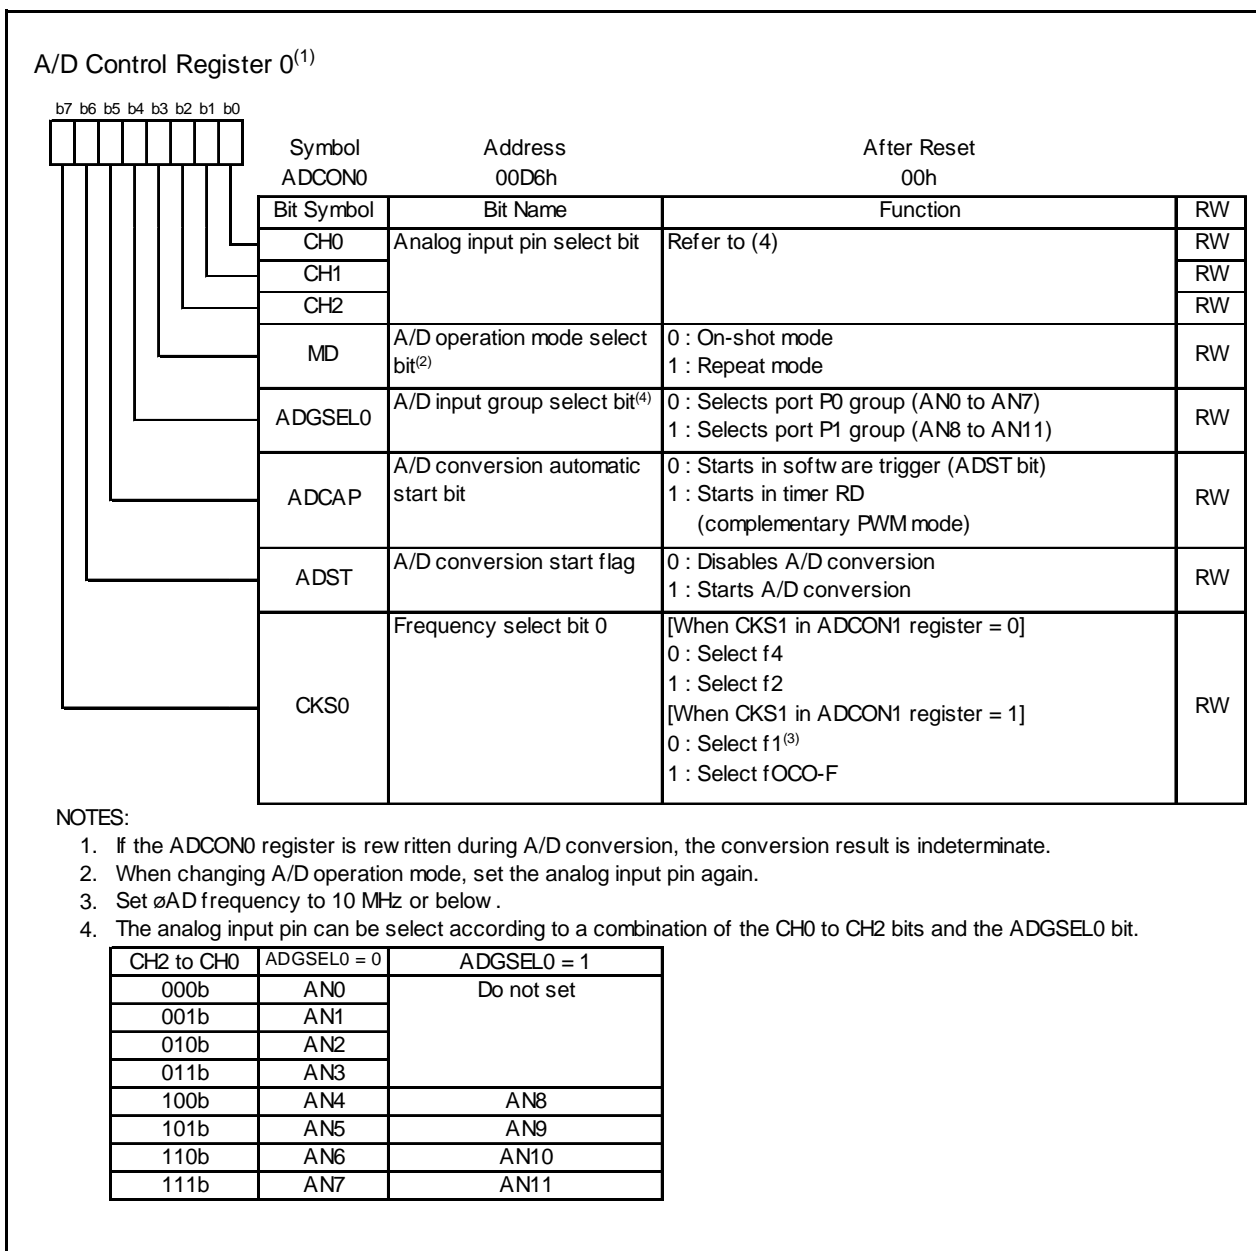 A/D Control Register 0(1)
b7 b6 b5 b4 b3 b2 b1 b0
Symbol Address After Reset
ADCON0 00D6h 00h
Bit Symbol Bit Name Function RW
CH0 Analog input pin select bit Refer to (4) RW
CH1 RW
CH2 RW
MD A/D operation mode select bit(2) 0 : On-shot mode RW
1 : Repeat mode
ADGSEL0 A/D input group select bit(4) 0 : Selects port P0 group (AN0 to AN7) RW
1 : Selects port P1 group (AN8 to AN11)
ADCAP A/D conversion automatic start bit 0 : Starts in software trigger (ADST bit) RW
1 : Starts in timer RD
(complementary PWM mode)
ADST A/D conversion start flag 0 : Disables A/D conversion RW
1 : Starts A/D conversion
CKS0 Frequency select bit 0 [When CKS1 in ADCON1 register = 0] RW
0 : Select f4
1 : Select f2
[When CKS1 in ADCON1 register = 1]
0 : Select f1(3)
1 : Select fOCO-F
NOTES:
1. If the ADCON0 register is rewritten during A/D conversion, the conversion result is indeterminate.
2. When changing A/D operation mode, set the analog input pin again.
3. Set øAD frequency to 10 MHz or below.
4. The analog input pin can be select according to a combination of the CH0 to CH2 bits and the ADGSEL0 bit.
CH2 to CH0 ADGSEL0 = 0 ADGSEL0 = 1
000b AN0 Do not set
001b AN1
010b AN2
011b AN3
100b AN4 AN8
101b AN5 AN9
110b AN6 AN10
111b AN7 AN11